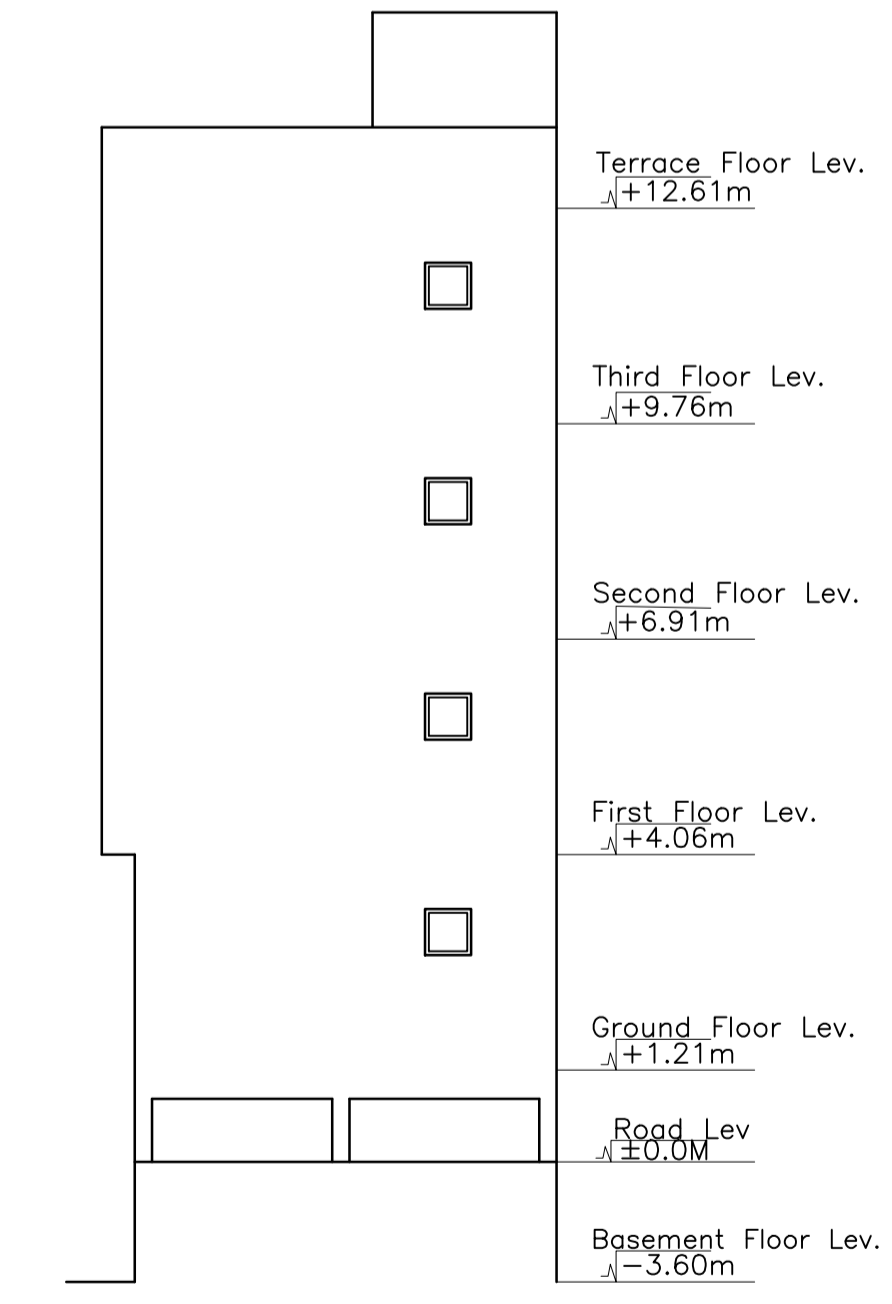 Terrace Floor Lev.
+12.61m
Third Floor Lev.
+9.76m
Second Floor Lev.
+6.91m
First Floor Lev.
+4.06m
Ground Floor Lev.
+1.21m
Road Lev
±0.0M
Basement Floor Lev.
−3.60m